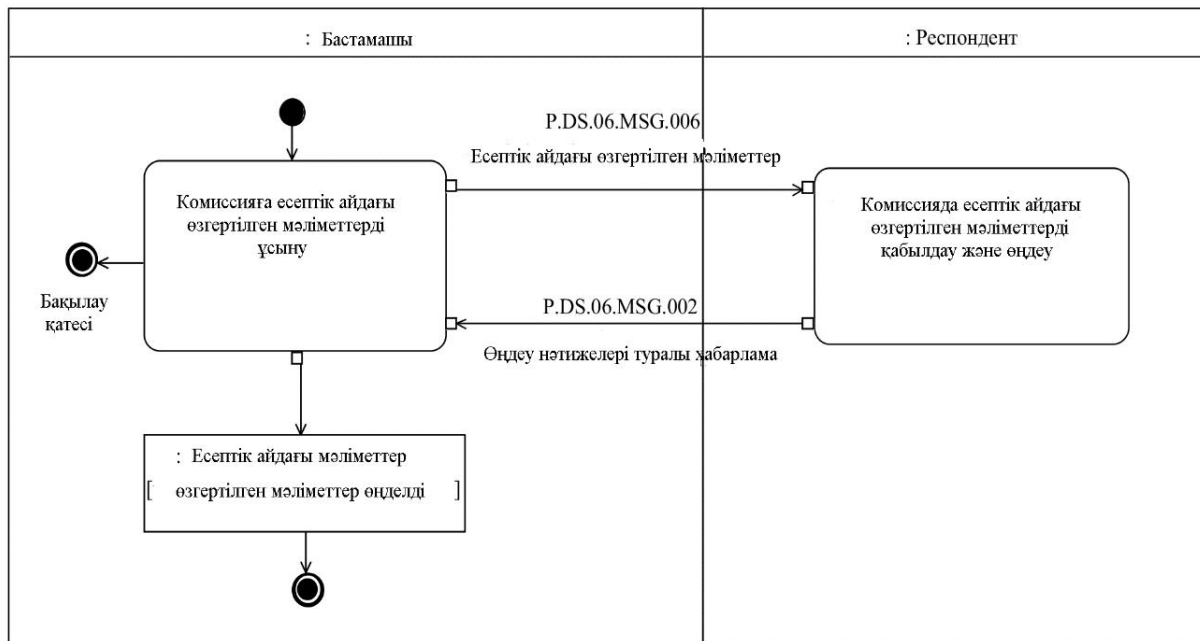 : Бастамашы
: Респондент
P.DS.06.MSG.006
Есептік айдағы өзгертілген мәліметтер
Комиссияға есептік айдағы
өзгертілген мәліметтерді
ұсыну
Комиссияда есептік айдағы
өзгертілген мәліметтерді
қабылдау және өңдеу
Бақылау
қатесі
P.DS.06.MSG.002
Өңдеу нәтижелері туралы хабарлама
: Есептік айдағы мәліметтер
[ өзгертілген мәліметтер өңделді ]